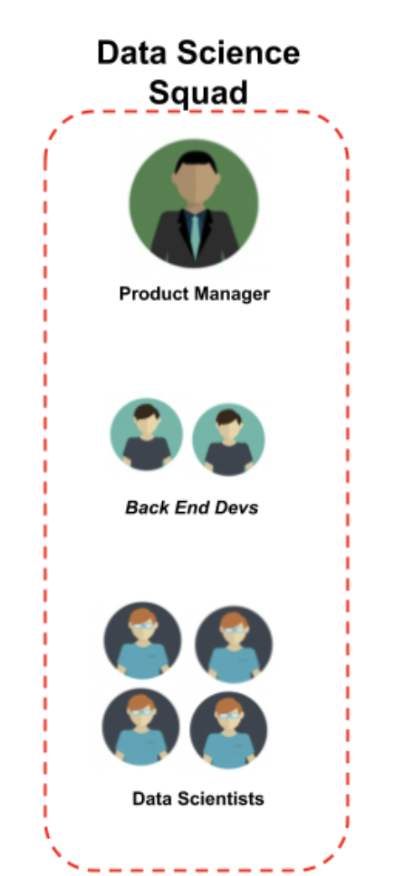 Data Science
Squad
Product Manager
Back End Devs
Data Scientists